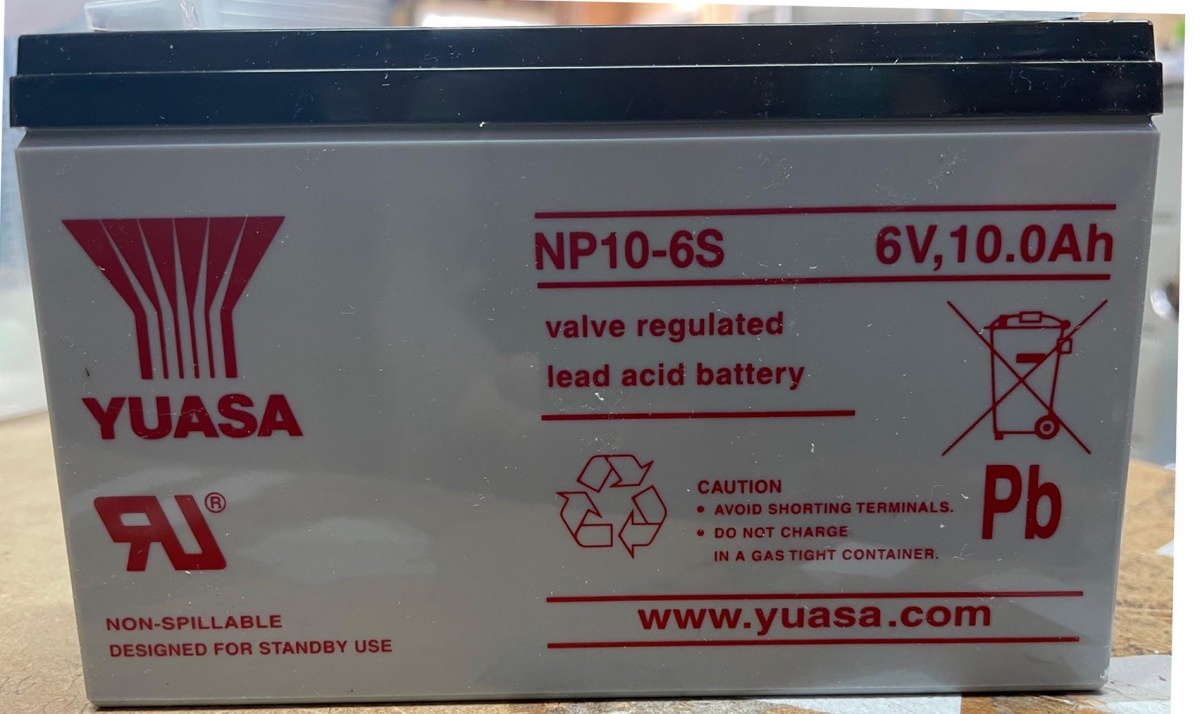 NP10-6S 6V,10.0Ah
valve regulated
lead acid battery
YUASA
Pb
CAUTION
• AVOID SHORTING TERMINALS.
• DO NOT CHARGE
IN A GAS TIGHT CONTAINER.
RU®
NON-SPILLABLE
DESIGNED FOR STANDBY USE
www.yuasa.com